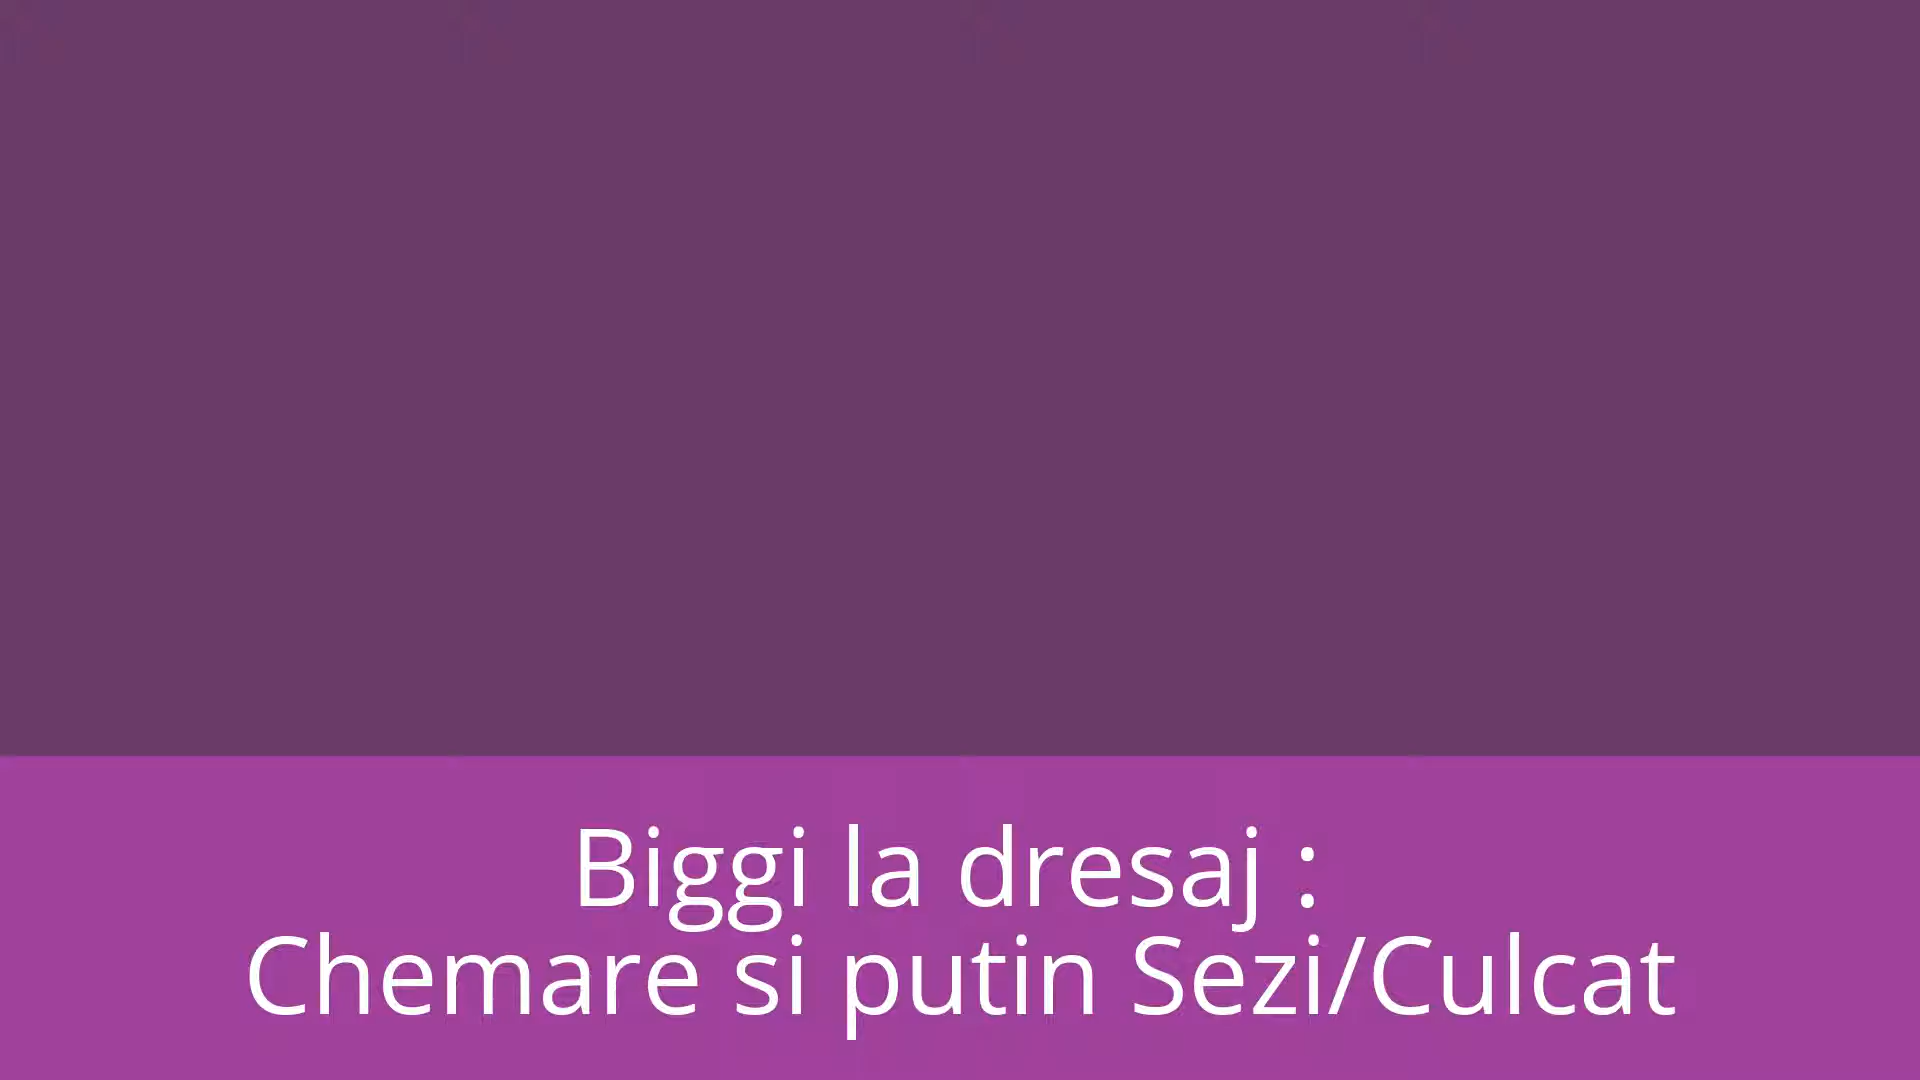 Biggi la dresaj :
Chemare si putin Sezi/Culcat